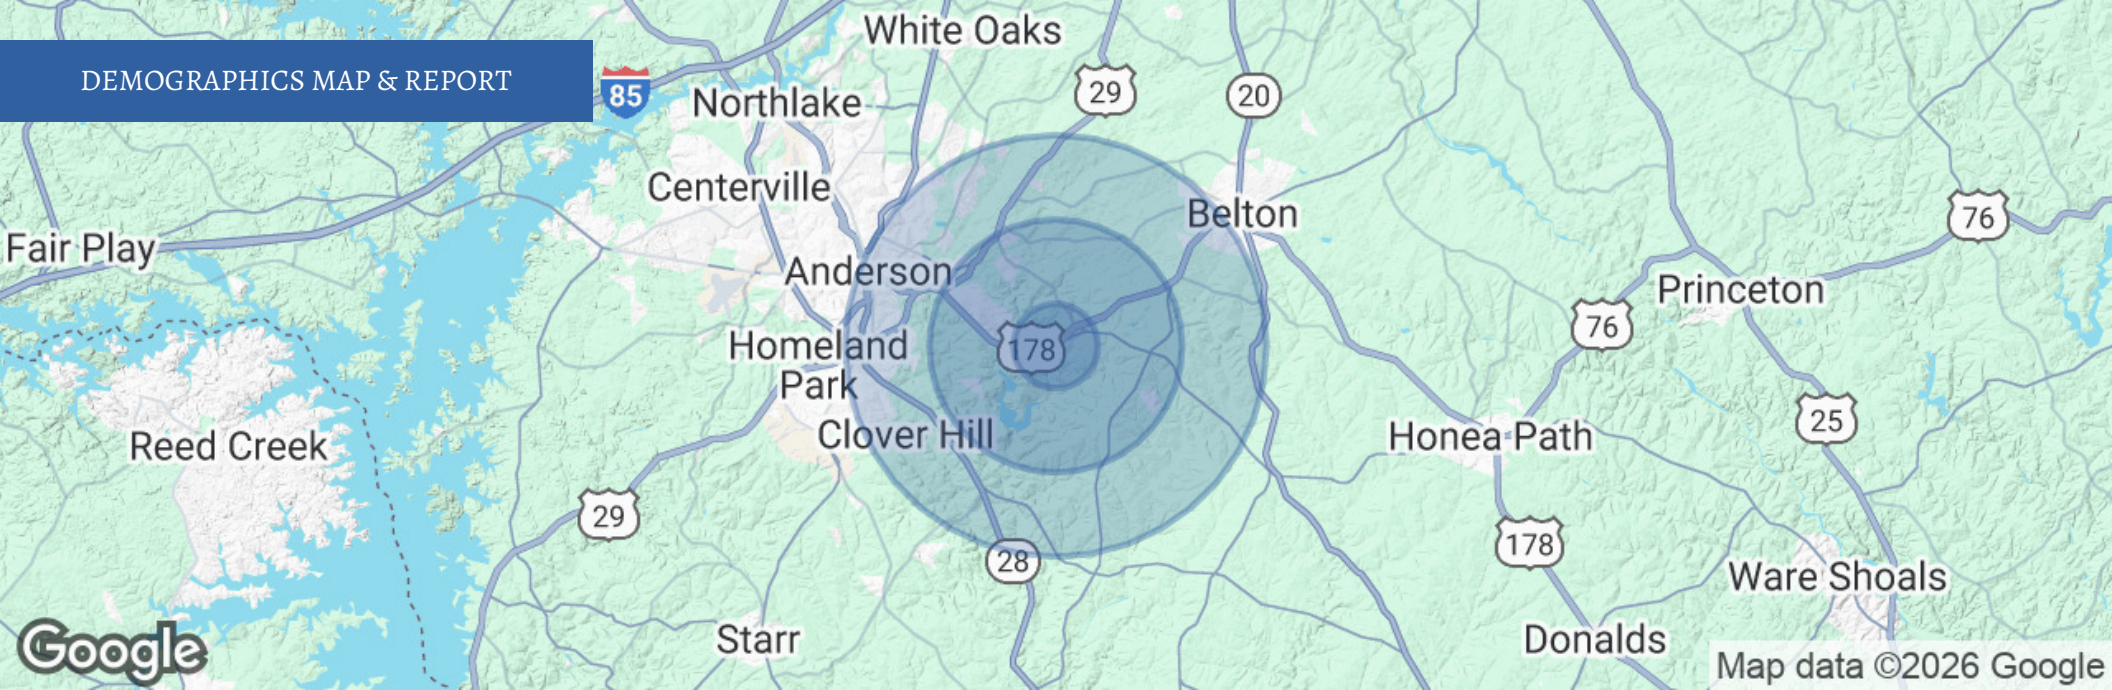 DEMOGRAPHICS MAP & REPORT
White Oaks
85
Northlake
29
20
Centerville
Belton
76
Fair Play
Anderson
Princeton
76
Homeland
Park
178
25
Reed Creek
Clover Hill
Honea Path
29
178
28
Ware Shoals
Starr
Donalds
Google
Map data ©2026 Google